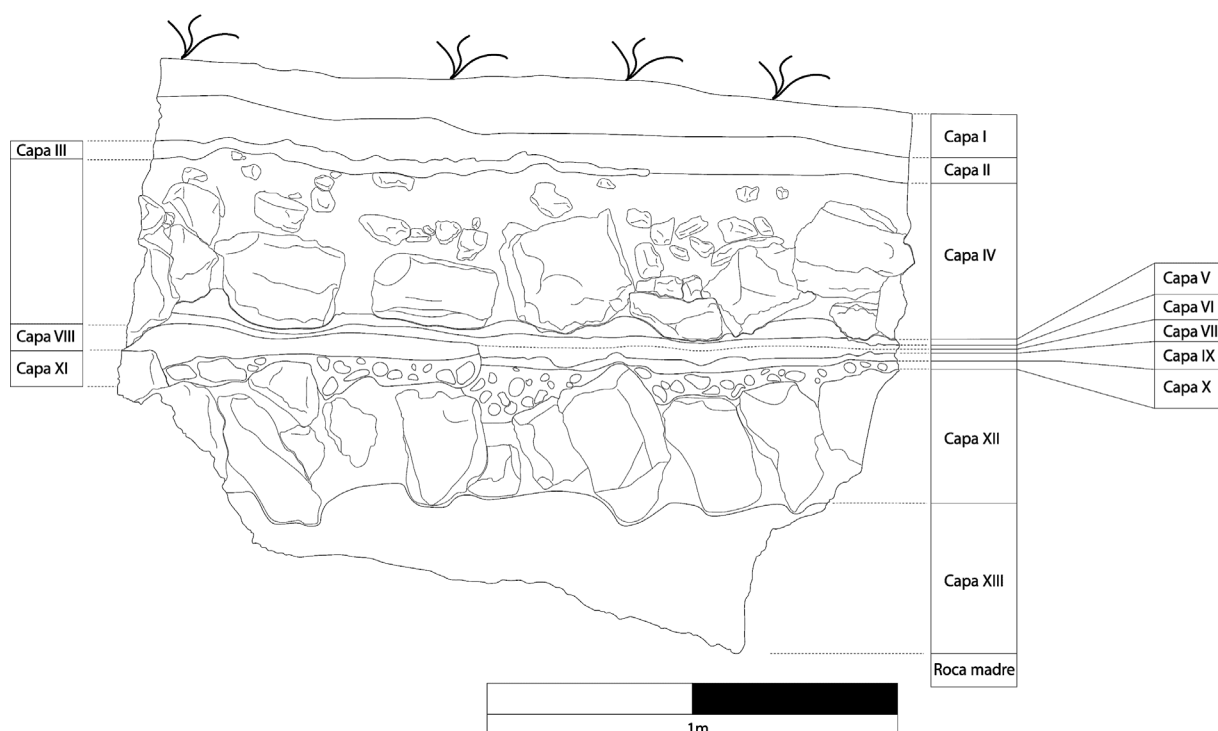 Capa III
Capa VIII
Capa XI
Capa I
Capa II
Capa IV
Capa XII
Capa XIII
Roca madre
Capa V
Capa VI
Capa VII
Capa IX
Capa X
1m